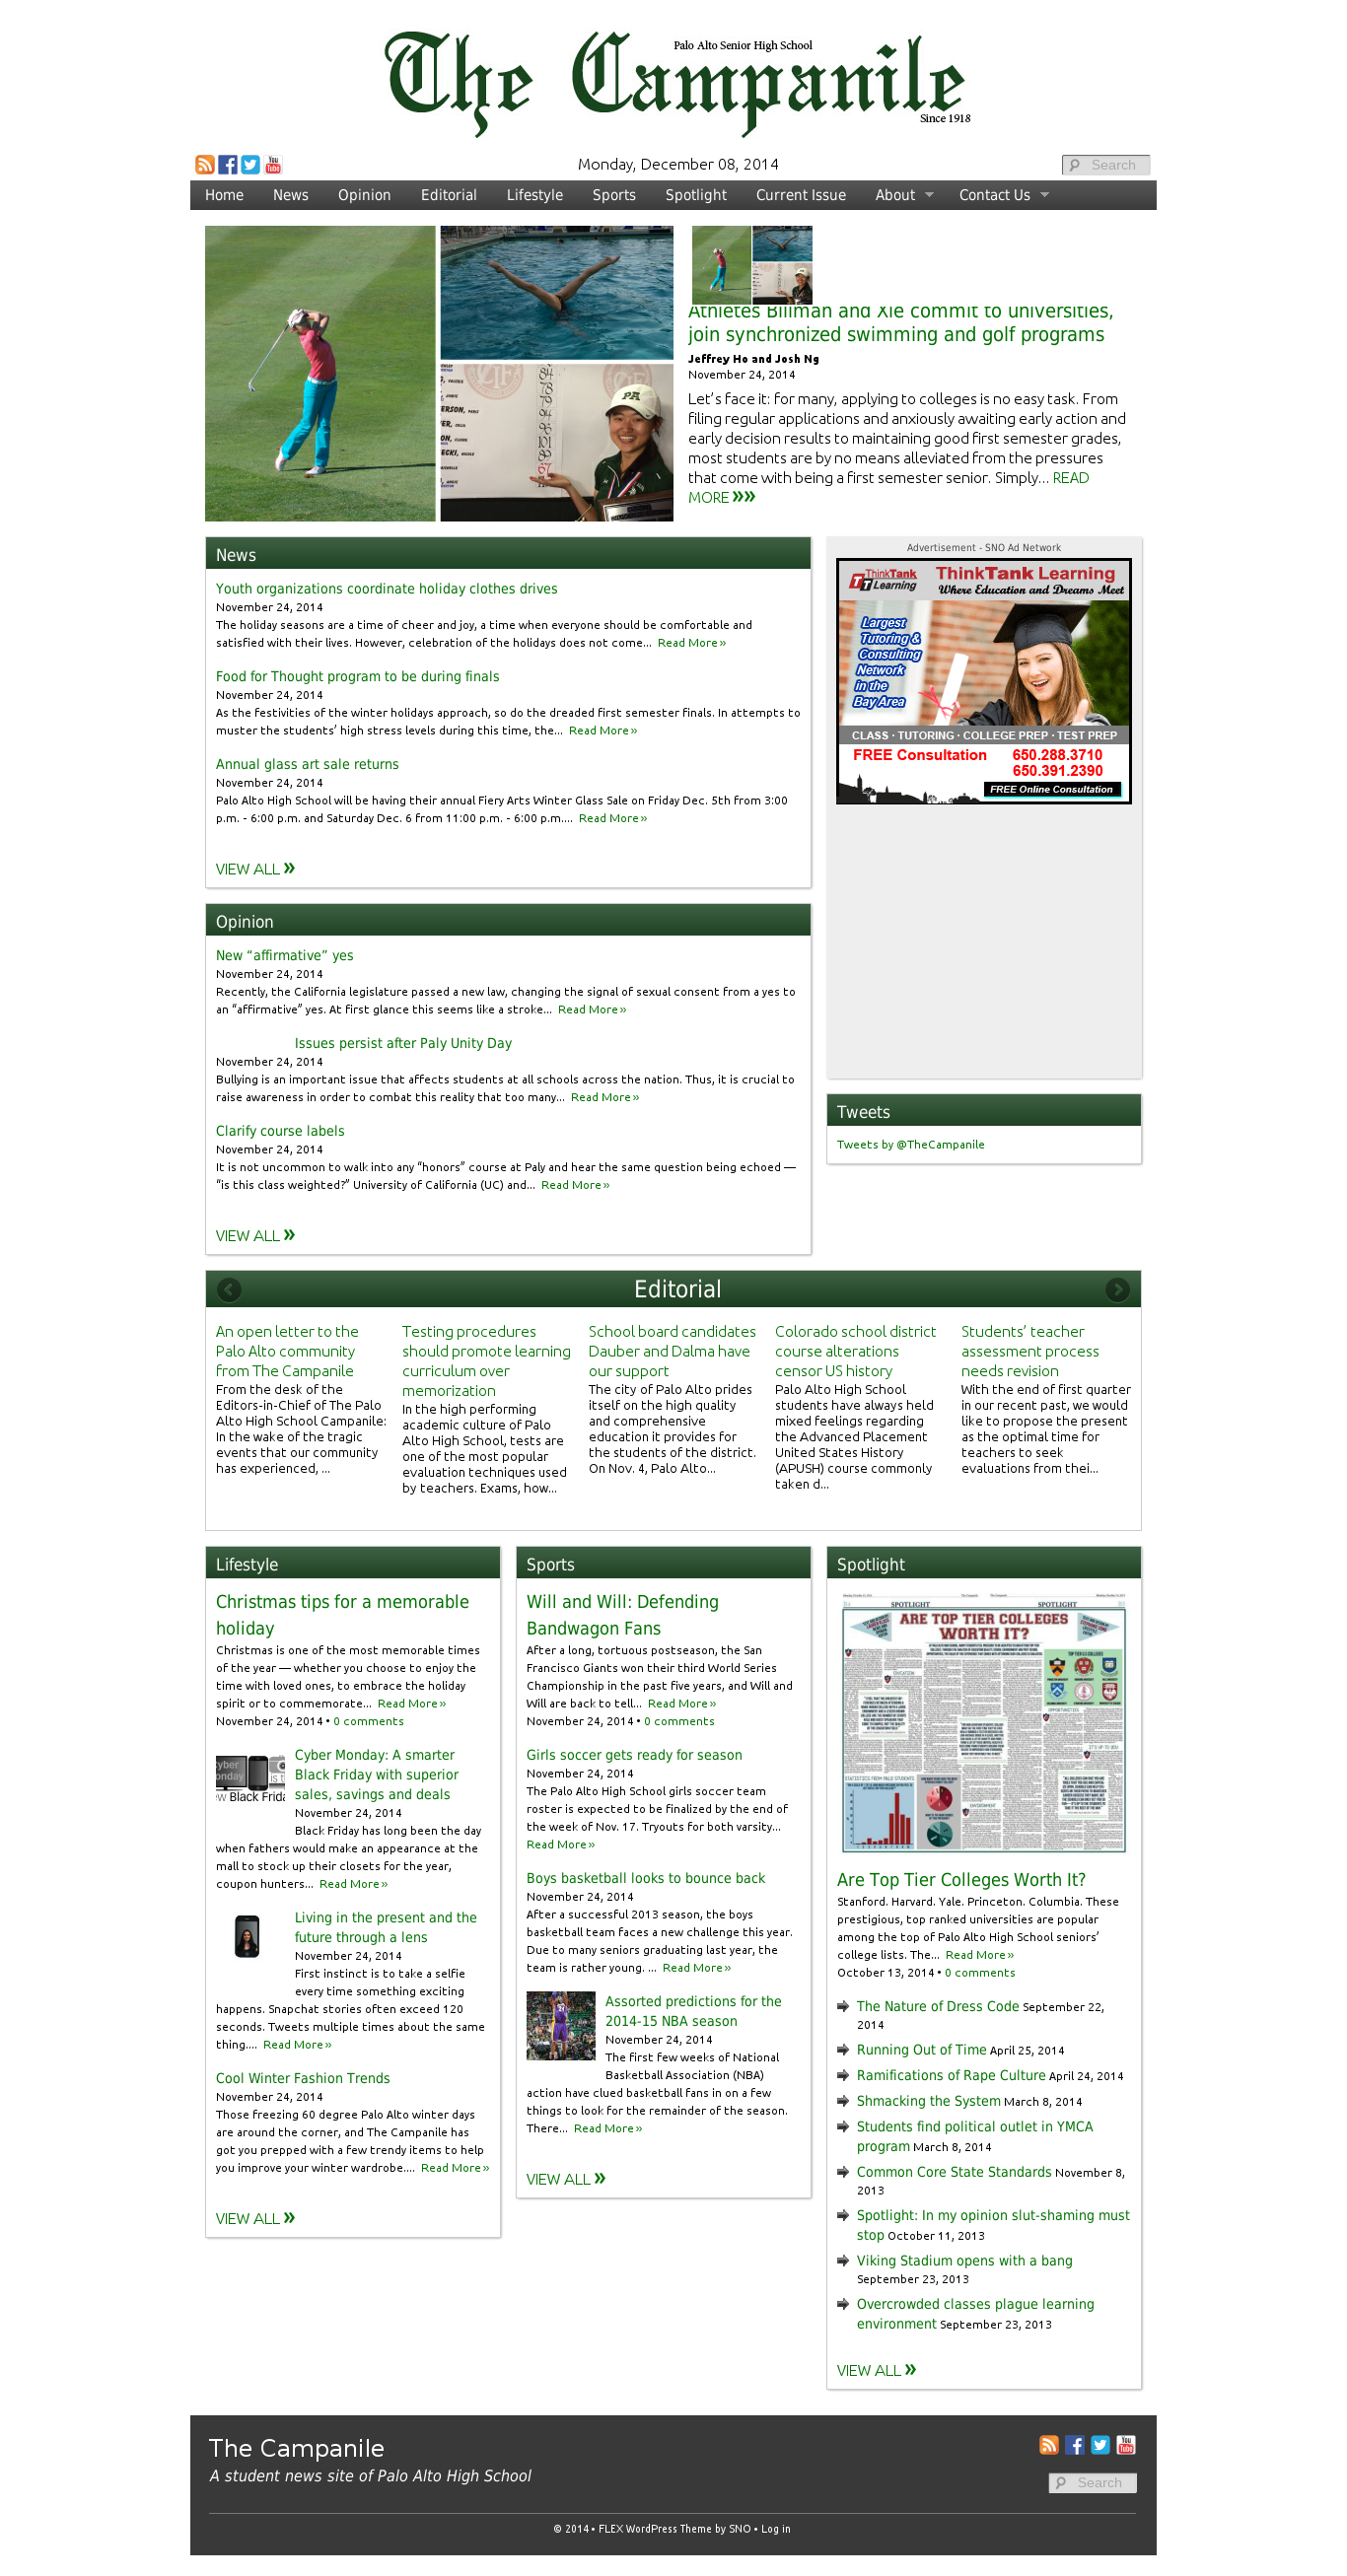 The Campanile
Palo Alto Senior High School
Since 1918
Monday, December 08, 2014
Search
Home News Opinion Editorial Lifestyle Sports Spotlight Current Issue About Contact Us
Athletes Billman and Xie commit to universities,
join synchronized swimming and golf programs
Jeffrey Ho and Josh Ng
November 24, 2014
Let's face it: for many, applying to colleges is no easy task. From
filing regular applications and anxiously awaiting early action and
early decision results to maintaining good first semester grades,
most students are by no means alleviated from the pressures
that come with being a first semester senior. Simply... READ
MORE »»
News
Youth organizations coordinate holiday clothes drives
November 24, 2014
The holiday seasons are a time of cheer and joy, a time when everyone should be comfortable and
satisfied with their lives. However, celebration of the holidays does not come... Read More »
Food for Thought program to be during finals
November 24, 2014
As the festivities of the winter holidays approach, so do the dreaded first semester finals. In attempts to
muster the students' high stress levels during this time, the... Read More »
Annual glass art sale returns
November 24, 2014
Palo Alto High School will be having their annual Fiery Arts Winter Glass Sale on Friday Dec. 5th from 3:00
p.m. - 6:00 p.m. and Saturday Dec. 6 from 11:00 p.m. - 6:00 p.m.... Read More »
VIEW ALL »
Advertisement - SNO Ad Network
ThinkTank Learning
ThinkTank Learning
Where Education and Dreams Meet
Largest
Tutoring &
Consulting
Network
in the
Bay Area
CLASS · TUTORING · COLLEGE PREP · TEST PREP
FREE Consultation 650.288.3710
650.391.2390
FREE Online Consultation
Opinion
New “affirmative” yes
November 24, 2014
Recently, the California legislature passed a new law, changing the signal of sexual consent from a yes to
an “affirmative” yes. At first glance this seems like a stroke... Read More »
Issues persist after Paly Unity Day
November 24, 2014
Bullying is an important issue that affects students at all schools across the nation. Thus, it is crucial to
raise awareness in order to combat this reality that too many... Read More »
Clarify course labels
November 24, 2014
It is not uncommon to walk into any “honors” course at Paly and hear the same question being echoed —
“is this class weighted?” University of California (UC) and... Read More »
VIEW ALL »
Tweets
Tweets by @TheCampanile
Editorial
An open letter to the
Palo Alto community
from The Campanile
From the desk of the
Editors-in-Chief of The Palo
Alto High School Campanile:
In the wake of the tragic
events that our community
has experienced, ...
Testing procedures
should promote learning
curriculum over
memorization
In the high performing
academic culture of Palo
Alto High School, tests are
one of the most popular
evaluation techniques used
by teachers. Exams, how...
School board candidates
Dauber and Dalma have
our support
The city of Palo Alto prides
itself on the high quality
and comprehensive
education it provides for
the students of the district.
On Nov. 4, Palo Alto...
Colorado school district
course alterations
censor US history
Palo Alto High School
students have always held
mixed feelings regarding
the Advanced Placement
United States History
(APUSH) course commonly
taken d...
Students' teacher
assessment process
needs revision
With the end of first quarter
in our recent past, we would
like to propose the present
as the optimal time for
teachers to seek
evaluations from thei...
Lifestyle
Christmas tips for a memorable
holiday
Christmas is one of the most memorable times
of the year — whether you choose to enjoy the
time with loved ones, to embrace the holiday
spirit or to commemorate... Read More »
November 24, 2014 • 0 comments
Cyber Monday: A smarter
Black Friday with superior
sales, savings and deals
November 24, 2014
Black Friday has long been the day
when fathers would make an appearance at the
mall to stock up their closets for the year,
coupon hunters... Read More »
Living in the present and the
future through a lens
November 24, 2014
First instinct is to take a selfie
every time something exciting
happens. Snapchat stories often exceed 120
seconds. Tweets multiple times about the same
thing.... Read More »
Cool Winter Fashion Trends
November 24, 2014
Those freezing 60 degree Palo Alto winter days
are around the corner, and The Campanile has
got you prepped with a few trendy items to help
you improve your winter wardrobe.... Read More »
VIEW ALL »
Sports
Will and Will: Defending
Bandwagon Fans
After a long, tortuous postseason, the San
Francisco Giants won their third World Series
Championship in the past five years, and Will and
Will are back to tell... Read More »
November 24, 2014 • 0 comments
Girls soccer gets ready for season
November 24, 2014
The Palo Alto High School girls soccer team
roster is expected to be finalized by the end of
the week of Nov. 17. Tryouts for both varsity...
Read More »
Boys basketball looks to bounce back
November 24, 2014
After a successful 2013 season, the boys
basketball team faces a new challenge this year.
Due to many seniors graduating last year, the
team is rather young. ... Read More »
Assorted predictions for the
2014-15 NBA season
November 24, 2014
The first few weeks of National
Basketball Association (NBA)
action have clued basketball fans in on a few
things to look for the remainder of the season.
There... Read More »
VIEW ALL »
Spotlight
SPOTLIGHT SPOTLIGHT
ARE TOP TIER COLLEGES
WORTH IT?
Are Top Tier Colleges Worth It?
Stanford. Harvard. Yale. Princeton. Columbia. These
prestigious, top ranked universities are popular
among the top of Palo Alto High School seniors'
college lists. The... Read More »
October 13, 2014 • 0 comments
The Nature of Dress Code September 22,
2014
Running Out of Time April 25, 2014
Ramifications of Rape Culture April 24, 2014
Shmacking the System March 8, 2014
Students find political outlet in YMCA
program March 8, 2014
Common Core State Standards November 8,
2013
Spotlight: In my opinion slut-shaming must
stop October 11, 2013
Viking Stadium opens with a bang
September 23, 2013
Overcrowded classes plague learning
environment September 23, 2013
VIEW ALL »
The Campanile
A student news site of Palo Alto High School
Search
© 2014 • FLEX WordPress Theme by SNO • Log in